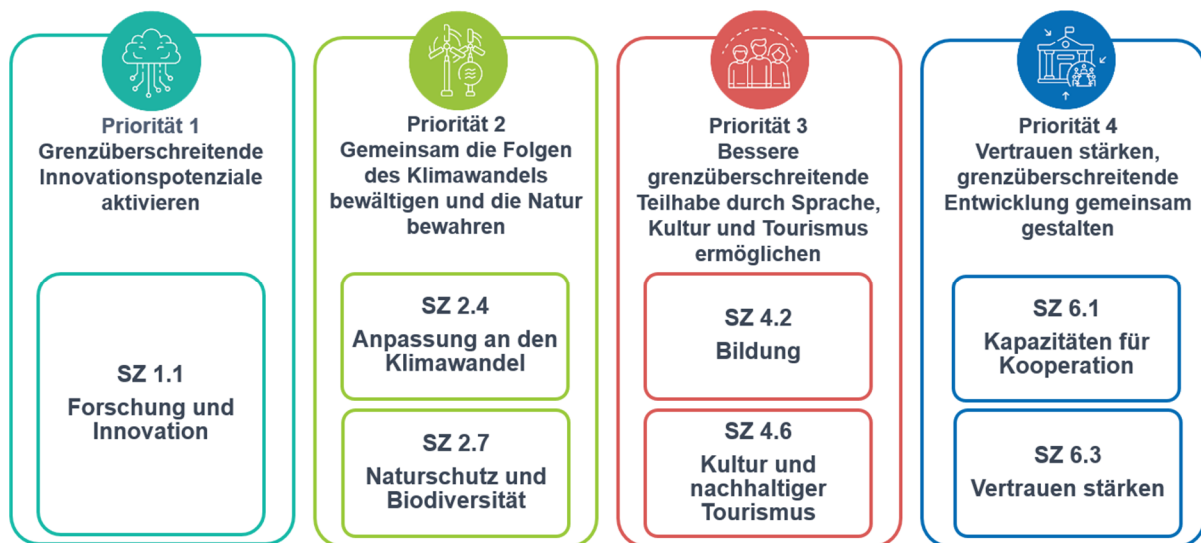 Priorität 1
Grenzüberschreitende
Innovationspotenziale
aktivieren
SZ 1.1
Forschung und
Innovation
Priorität 2
Gemeinsam die Folgen
des Klimawandels
bewältigen und die Natur
bewahren
SZ 2.4
Anpassung an den
Klimawandel
SZ 2.7
Naturschutz und
Biodiversität
Priorität 3
Bessere
grenzüberschreitende
Teilhabe durch Sprache,
Kultur und Tourismus
ermöglichen
SZ 4.2
Bildung
SZ 4.6
Kultur und
nachhaltiger
Tourismus
Priorität 4
Vertrauen stärken,
grenzüberschreitende
Entwicklung gemeinsam
gestalten
SZ 6.1
Kapazitäten für
Kooperation
SZ 6.3
Vertrauen stärken